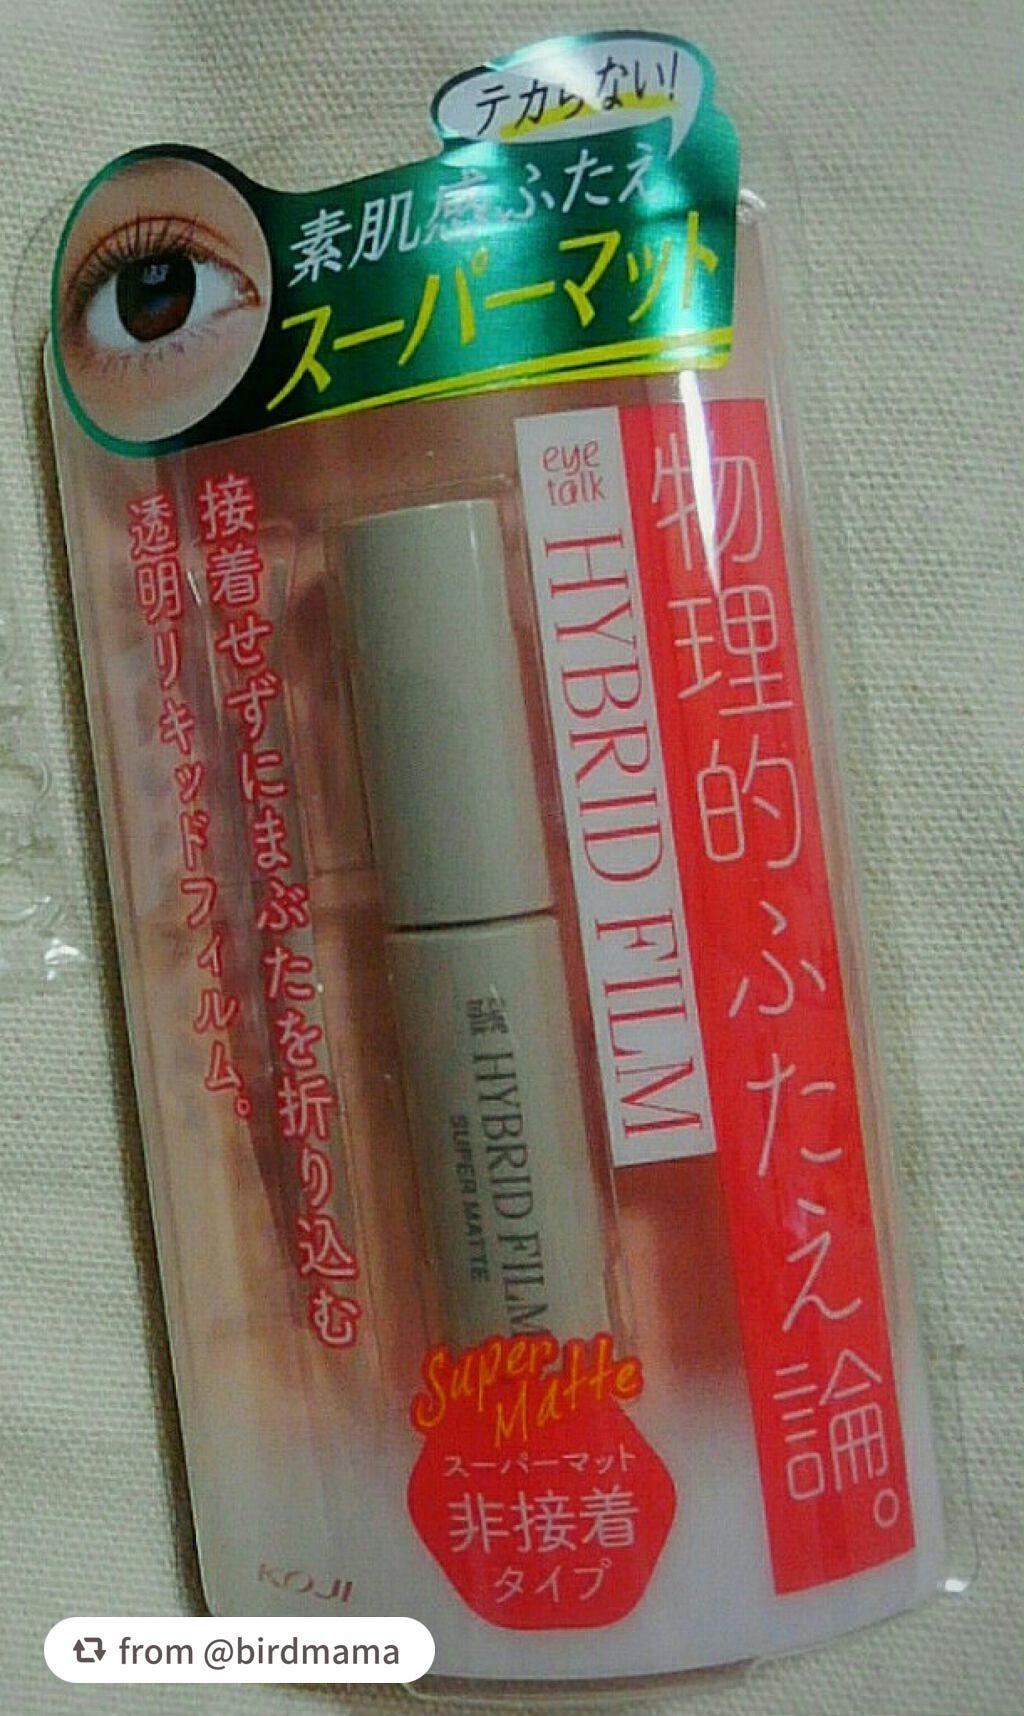 テカらない!
素肌感ふたえ
スーパーマット
物理的ふたえ論。
eye
talk
HYBRID FILM
接着せずにまぶたを折り込む
透明リキッドフィルム。
eye
talk
HYBRID FILM
SUPER MATTE
Super
Matte
スーパーマット
非接着
タイプ
KOJI
from @birdmama